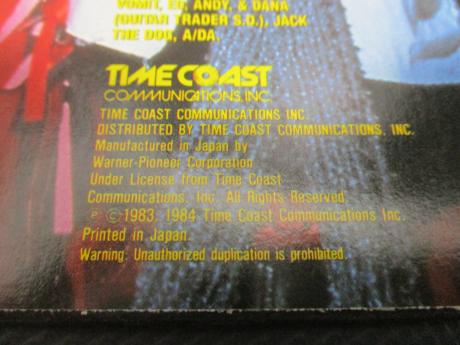 VOMIT, ED, ANDY, & DANA
(GUITAR TRADER S.D.), JACK
THE DOG, A/DA.
TIME COAST
COMMUNICATIONS, INC.
TIME COAST COMMUNICATIONS INC.
DISTRIBUTED BY TIME COAST COMMUNICATIONS, INC.
Manufactured in Japan by
Warner-Pioneer Corporation
Under License from Time Coast
Communications, Inc. All Rights Reserved.
℗ ©1983, 1984 Time Coast Communications Inc.
Printed in Japan.
Warning: Unauthorized duplication is prohibited.